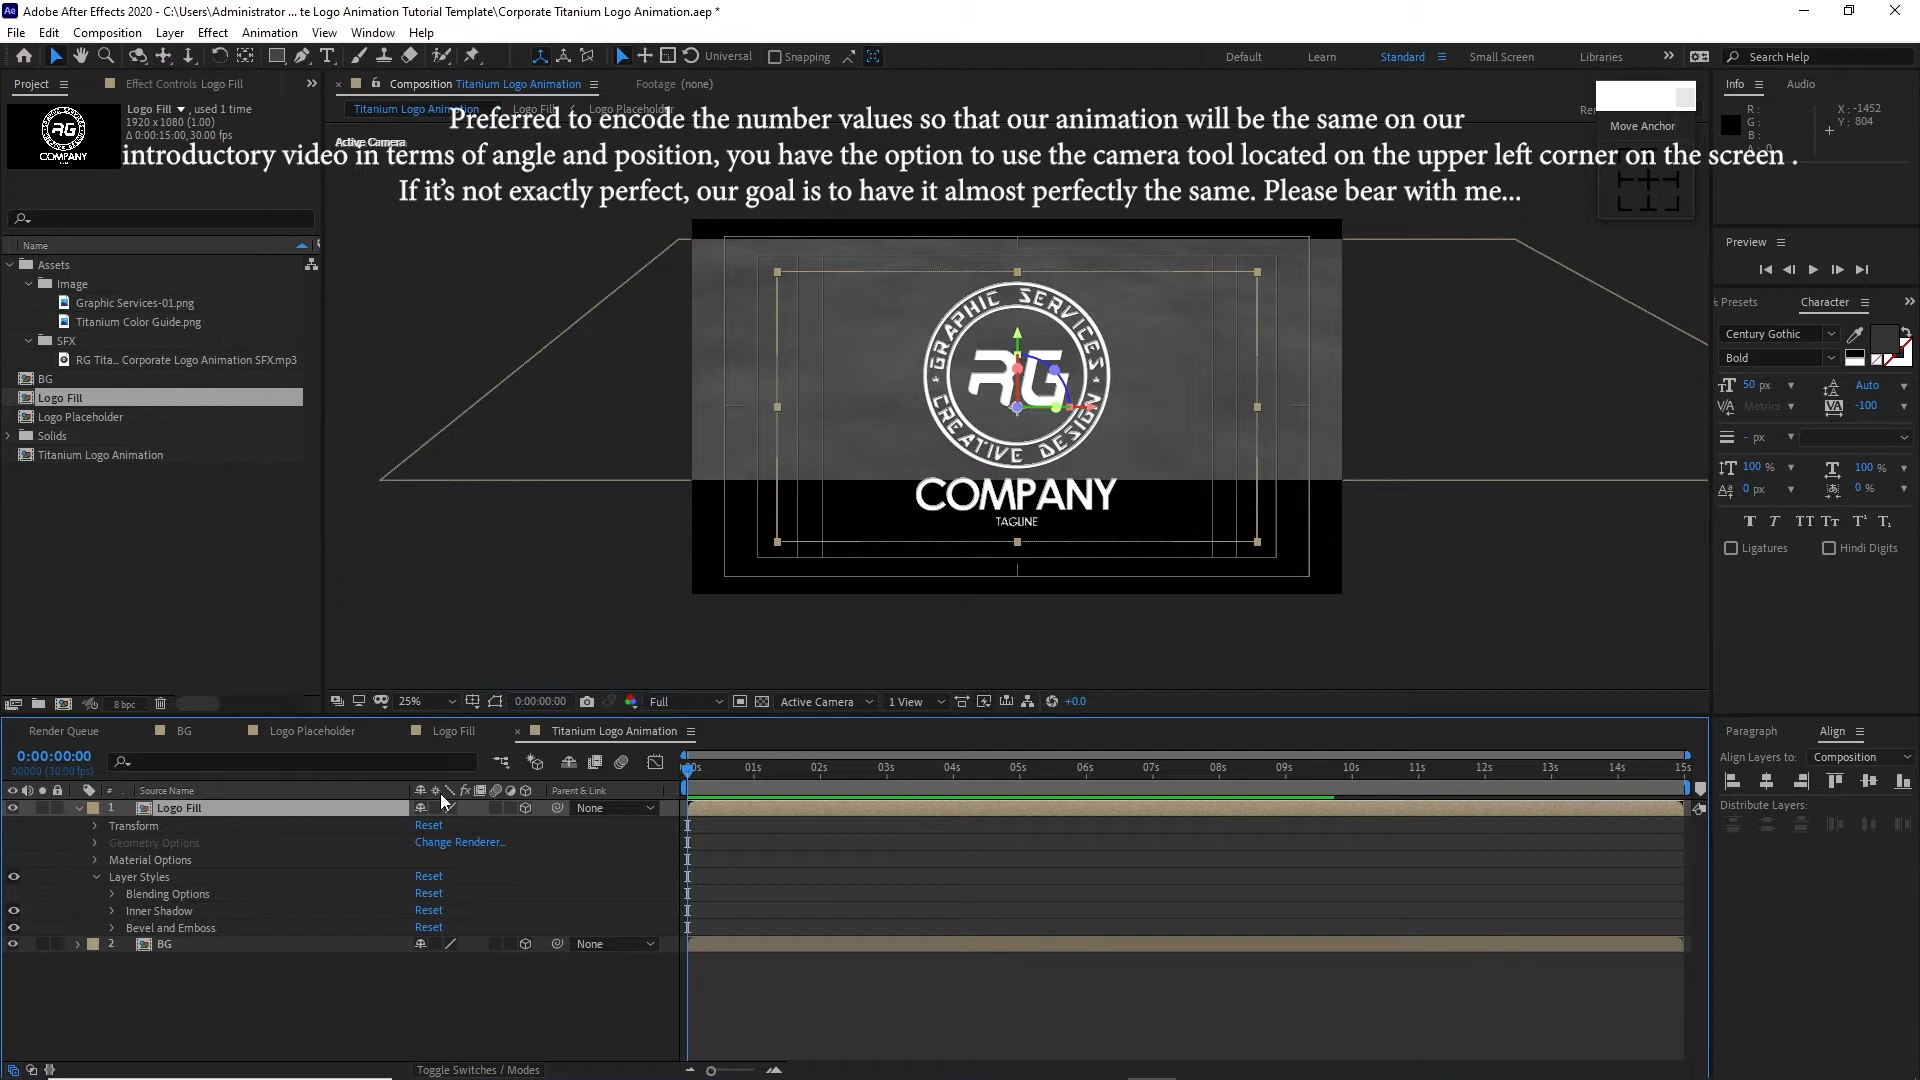 Adobe After Effects 2020 - C:\Users\Administrator ... te Logo Animation Tutorial Template\Corporate Titanium Logo Animation.aep *
File Edit Composition Layer Effect Animation View Window Help
Universal Snapping Default Learn Standard Small Screen Libraries Search Help
Project Effect Controls Logo Fill Composition Titanium Logo Animation Footage (none) Info Audio
Logo Fill , used 1 time
1920 x 1080 (1.00)
Δ 0:00:15:00, 30.00 fps
Titanium Logo Animation Logo Fill Logo Placeholder
Active Camera
R :
G :
B :
A : 0
X : -1452
Y : 804
Move Anchor
Preferred to encode the number values so that our animation will be the same on our
introductory video in terms of angle and position, you have the option to use the camera tool located on the upper left corner on the screen .
If it's not exactly perfect, our goal is to have it almost perfectly the same. Please bear with me...
Name
Assets
Image
Graphic Services-01.png
Titanium Color Guide.png
SFX
RG Tita... Corporate Logo Animation SFX.mp3
BG
Logo Fill
Logo Placeholder
Solids
Titanium Logo Animation
GRAPHIC SERVICES
RG
CREATIVE DESIGN
COMPANY
TAGLINE
Preview
Presets Character
Century Gothic
Bold
50 px Auto
Metrics -100
- px
100 % 100 %
0 px 0 %
Ligatures Hindi Digits
8 bpc
25% 0:00:00:00 Full Active Camera 1 View +0.0
Render Queue BG Logo Placeholder Logo Fill Titanium Logo Animation
0:00:00:00
00000 (30.00 fps)
01s 02s 03s 04s 05s 06s 07s 08s 09s 10s 11s 12s 13s 14s 15s
# Source Name Parent & Link
1 Logo Fill None
Transform Reset
Geometry Options Change Renderer...
Material Options
Layer Styles Reset
Blending Options Reset
Inner Shadow Reset
Bevel and Emboss Reset
2 BG None
Toggle Switches / Modes
Paragraph Align
Align Layers to: Composition
Distribute Layers: